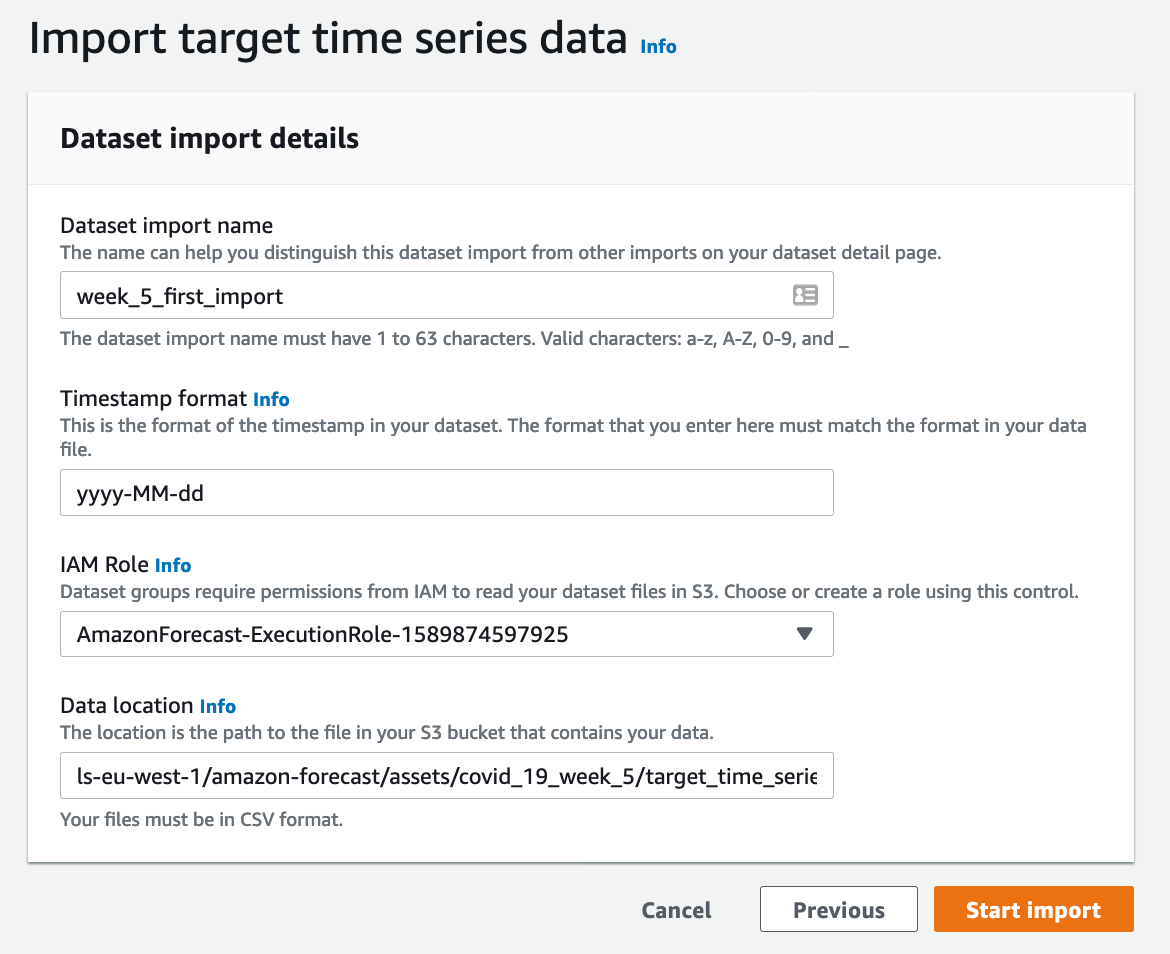 Import target time series data Info
Dataset import details
Dataset import name
The name can help you distinguish this dataset import from other imports on your dataset detail page.
week_5_first_import
The dataset import name must have 1 to 63 characters. Valid characters: a-z, A-Z, 0-9, and _
Timestamp format Info
This is the format of the timestamp in your dataset. The format that you enter here must match the format in your data
file.
yyyy-MM-dd
IAM Role Info
Dataset groups require permissions from IAM to read your dataset files in S3. Choose or create a role using this control.
AmazonForecast-ExecutionRole-1589874597925
Data location Info
The location is the path to the file in your S3 bucket that contains your data.
ls-eu-west-1/amazon-forecast/assets/covid_19_week_5/target_time_serie
Your files must be in CSV format.
Cancel Previous Start import